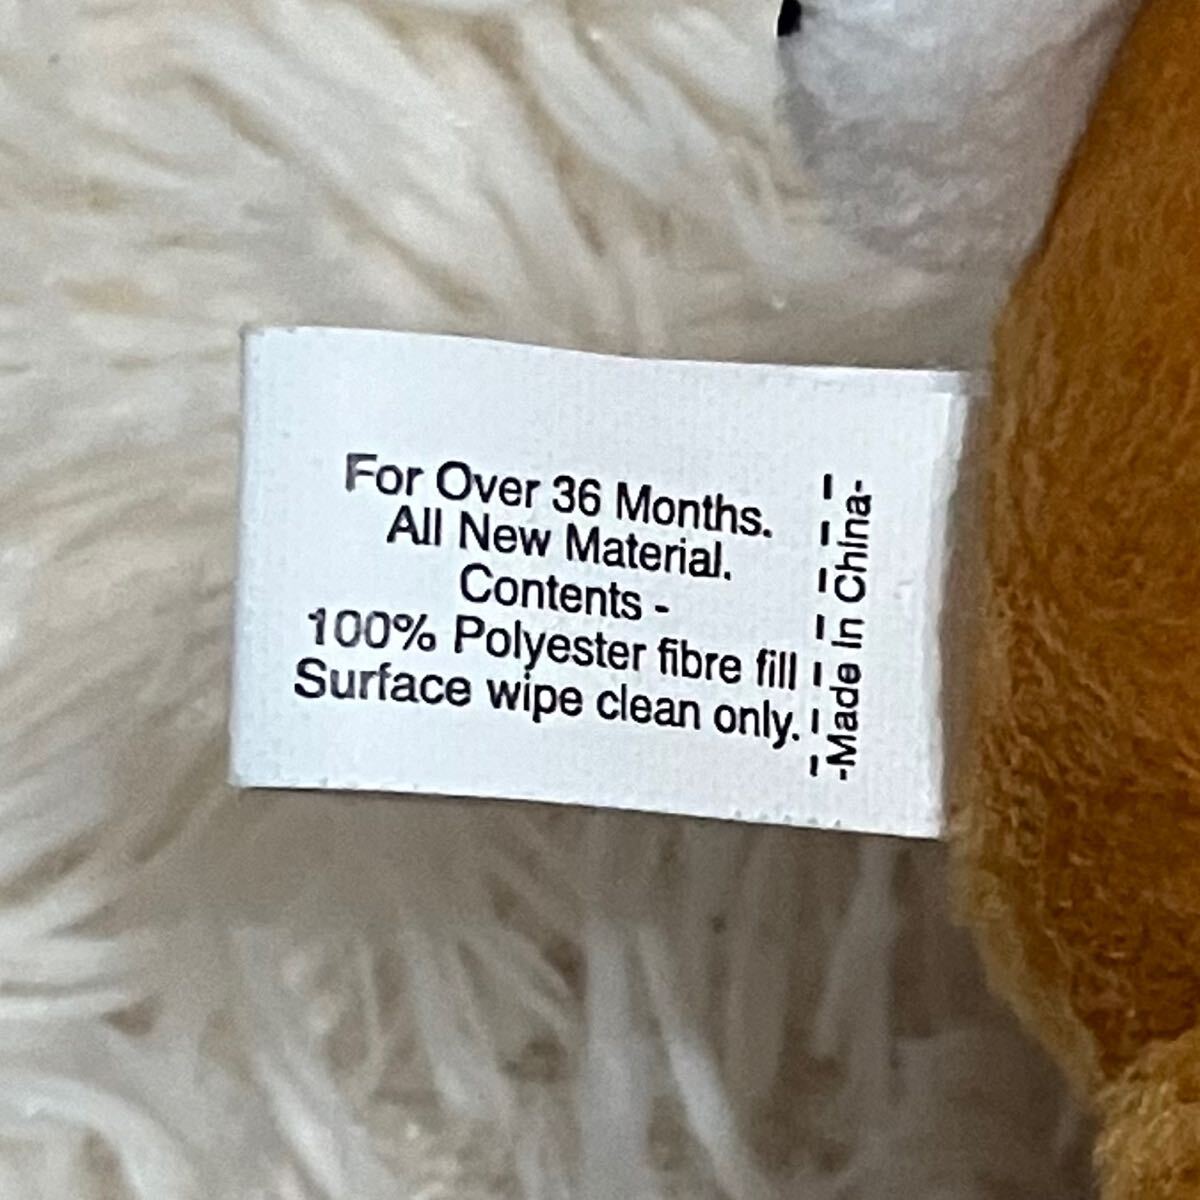 For Over 36 Months.
All New Material.
Contents -
100% Polyester fibre fill
Surface wipe clean only.
-Made In China-